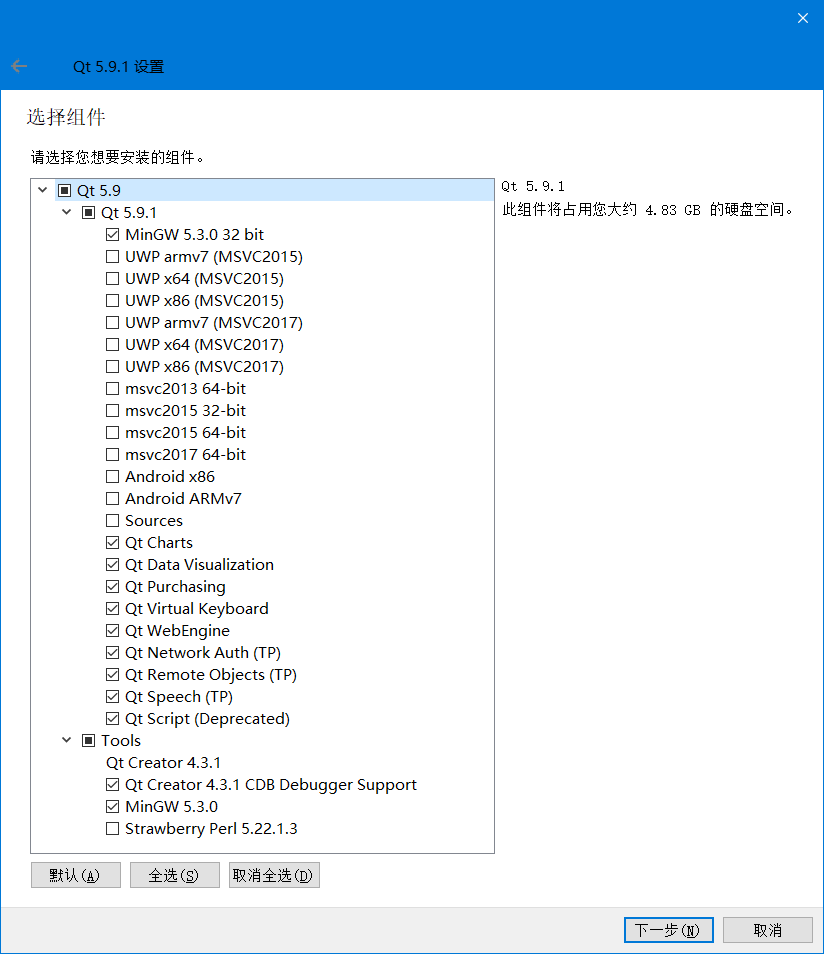 Qt 5.9.1 设置
选择组件
请选择您想要安装的组件。
Qt 5.9
Qt 5.9.1
MinGW 5.3.0 32 bit
UWP armv7 (MSVC2015)
UWP x64 (MSVC2015)
UWP x86 (MSVC2015)
UWP armv7 (MSVC2017)
UWP x64 (MSVC2017)
UWP x86 (MSVC2017)
msvc2013 64-bit
msvc2015 32-bit
msvc2015 64-bit
msvc2017 64-bit
Android x86
Android ARMv7
Sources
Qt Charts
Qt Data Visualization
Qt Purchasing
Qt Virtual Keyboard
Qt WebEngine
Qt Network Auth (TP)
Qt Remote Objects (TP)
Qt Speech (TP)
Qt Script (Deprecated)
Tools
Qt Creator 4.3.1
Qt Creator 4.3.1 CDB Debugger Support
MinGW 5.3.0
Strawberry Perl 5.22.1.3
Qt 5.9.1
此组件将占用您大约 4.83 GB 的硬盘空间。
默认(A) 全选(S) 取消全选(D)
下一步(N) 取消